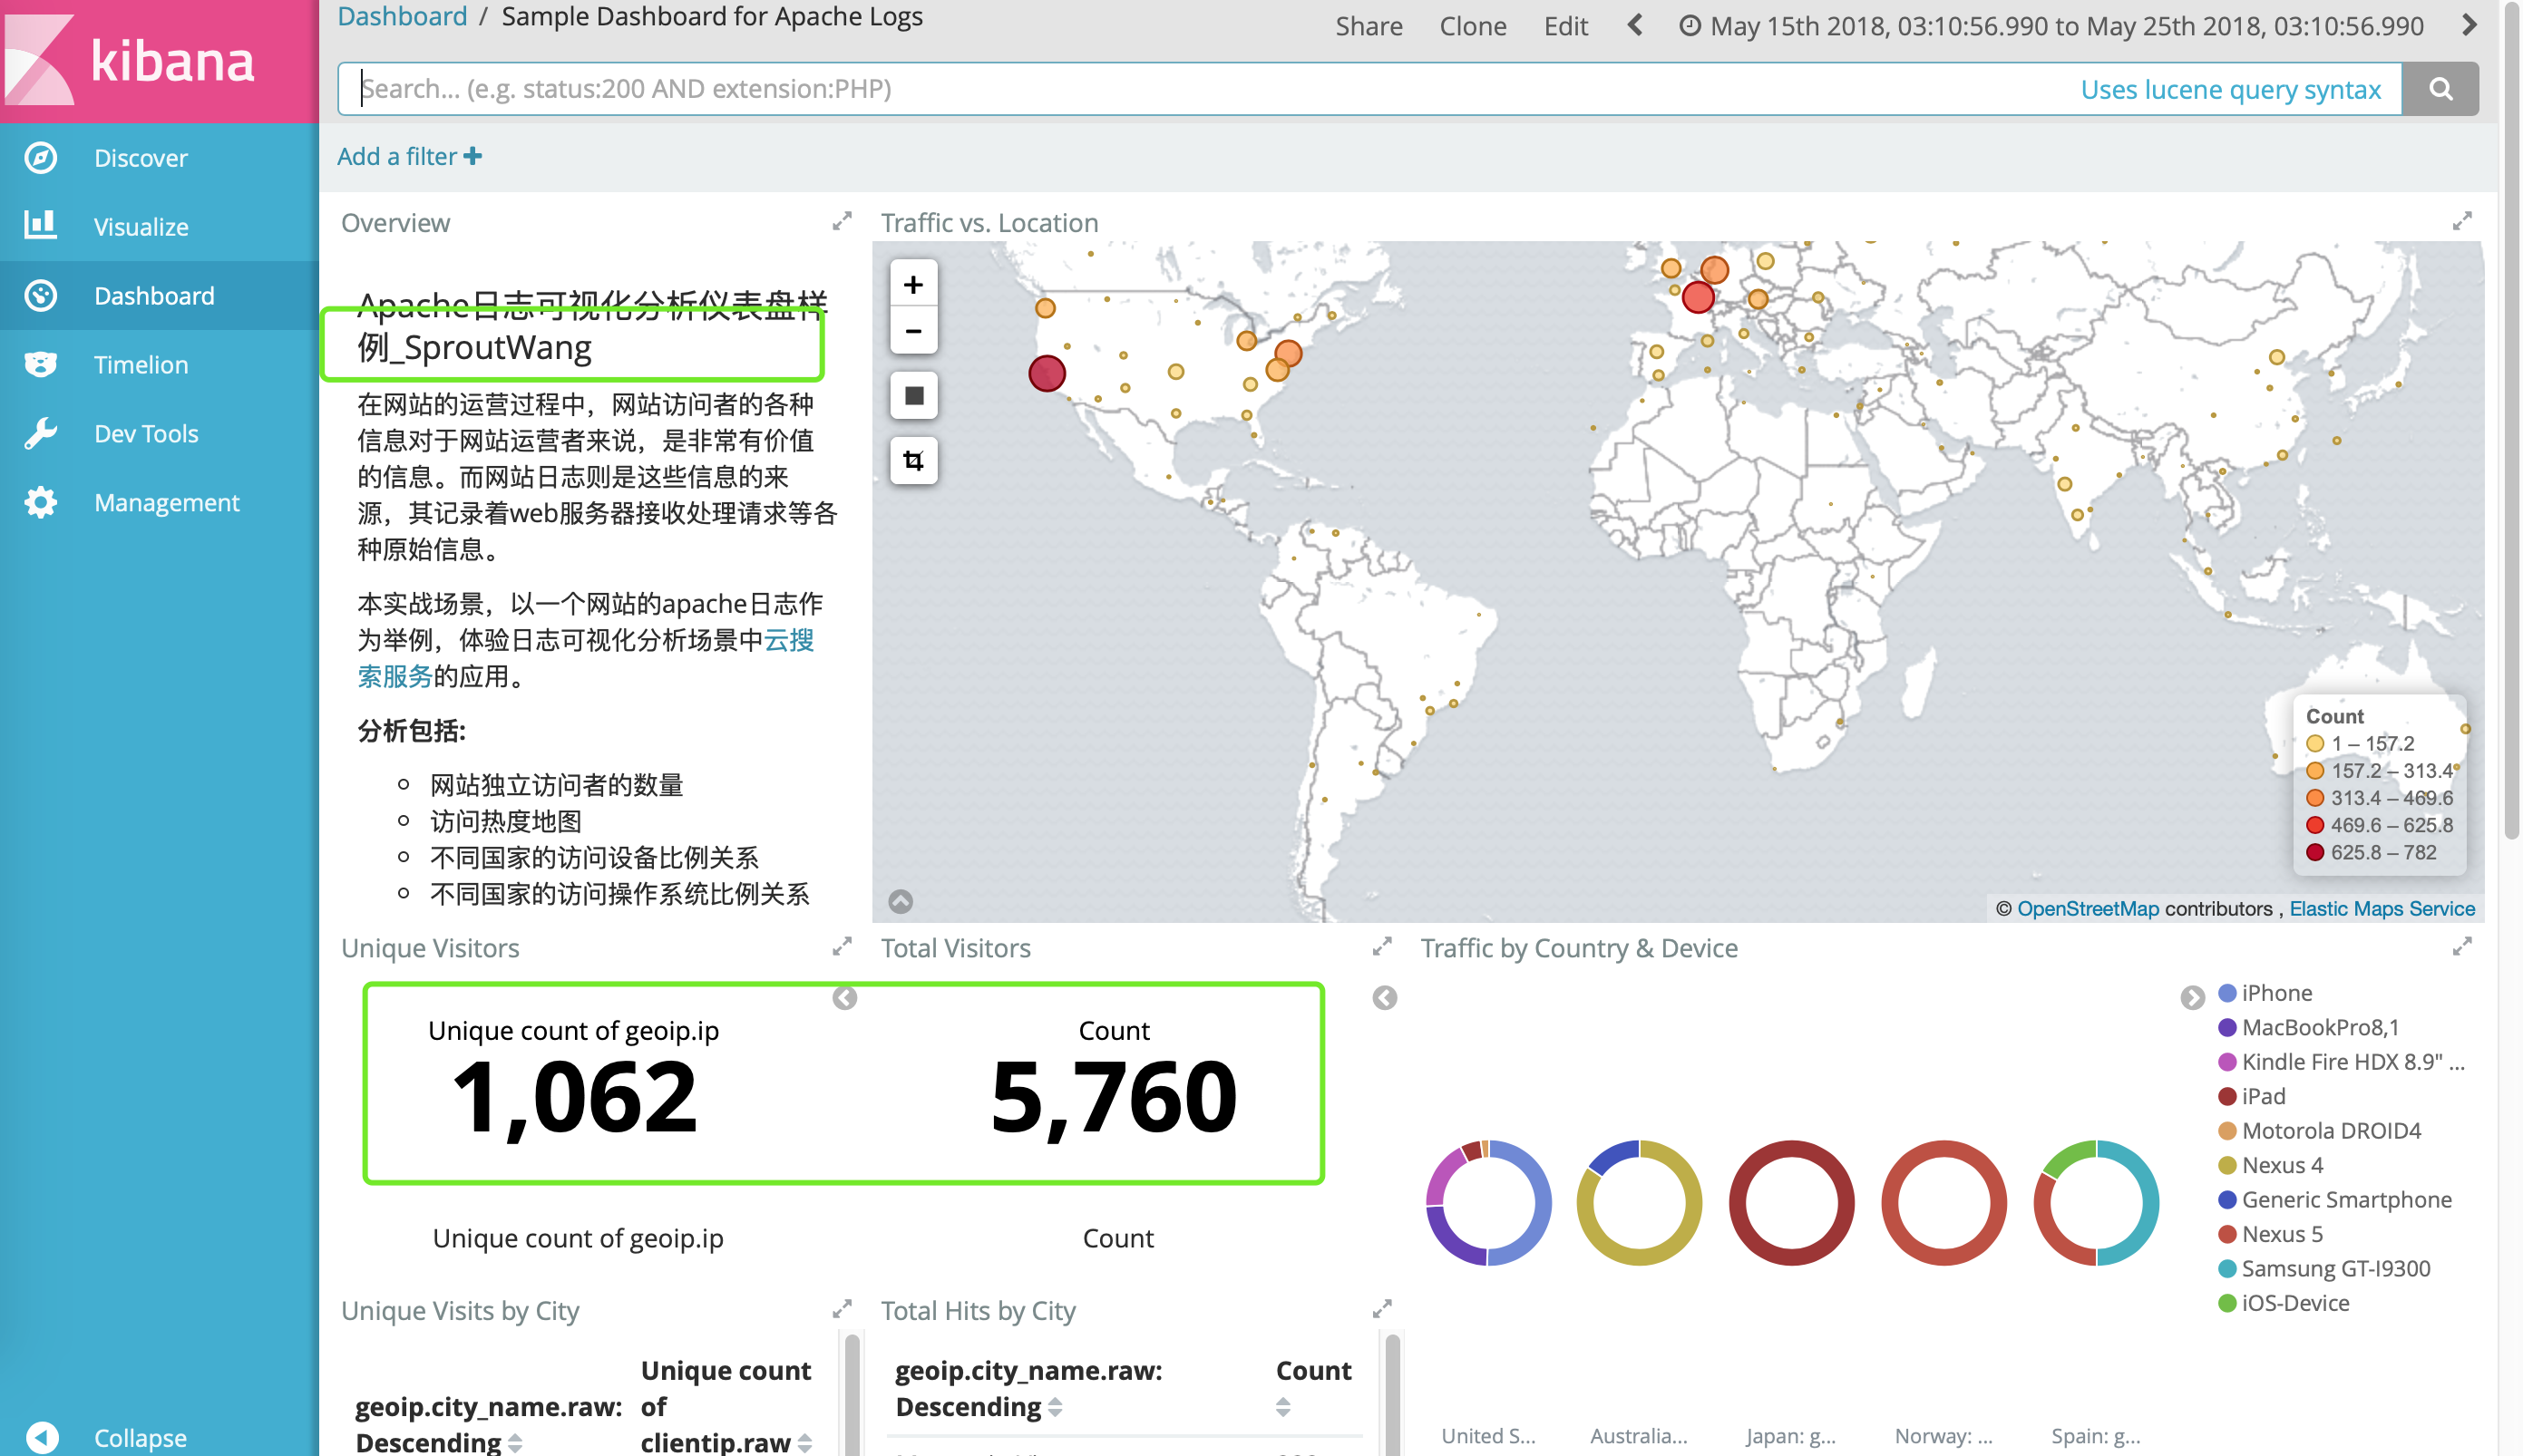 kibana
Discover
Visualize
Dashboard
Timelion
Dev Tools
Management
Collapse
Dashboard / Sample Dashboard for Apache Logs
Share Clone Edit May 15th 2018, 03:10:56.990 to May 25th 2018, 03:10:56.990
Search... (e.g. status:200 AND extension:PHP) Uses lucene query syntax
Add a filter
Overview
Apache日志可视化分析仪表盘样
例_SproutWang
在网站的运营过程中，网站访问者的各种
信息对于网站运营者来说，是非常有价值
的信息。而网站日志则是这些信息的来
源，其记录着web服务器接收处理请求等各
种原始信息。
本实战场景，以一个网站的apache日志作
为举例，体验日志可视化分析场景中云搜
索服务的应用。
分析包括:
网站独立访问者的数量
访问热度地图
不同国家的访问设备比例关系
不同国家的访问操作系统比例关系
Traffic vs. Location
Count
1 – 157.2
157.2 – 313.4
313.4 – 469.6
469.6 – 625.8
625.8 – 782
© OpenStreetMap contributors , Elastic Maps Service
Unique Visitors
Unique count of geoip.ip
1,062
Unique count of geoip.ip
Total Visitors
Count
5,760
Count
Traffic by Country & Device
iPhone
MacBookPro8,1
Kindle Fire HDX 8.9" ...
iPad
Motorola DROID4
Nexus 4
Generic Smartphone
Nexus 5
Samsung GT-I9300
iOS-Device
United S... Australia... Japan: g... Norway: ... Spain: g...
Unique Visits by City
geoip.city_name.raw:
Descending
Unique count
of
clientip.raw
Total Hits by City
geoip.city_name.raw:
Descending
Count